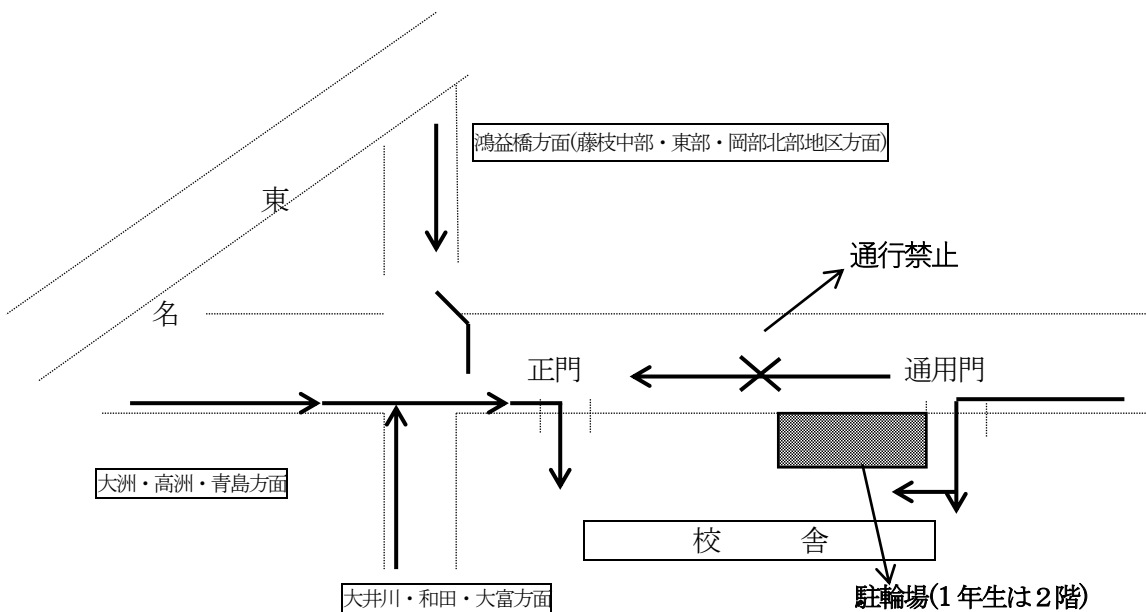 鴻益橋方面(藤枝中部・東部・岡部北部地区方面)
東
名
通行禁止
正門
通用門
大洲・高洲・青島方面
校　　舎
大井川・和田・大富方面
駐輪場(1年生は２階)